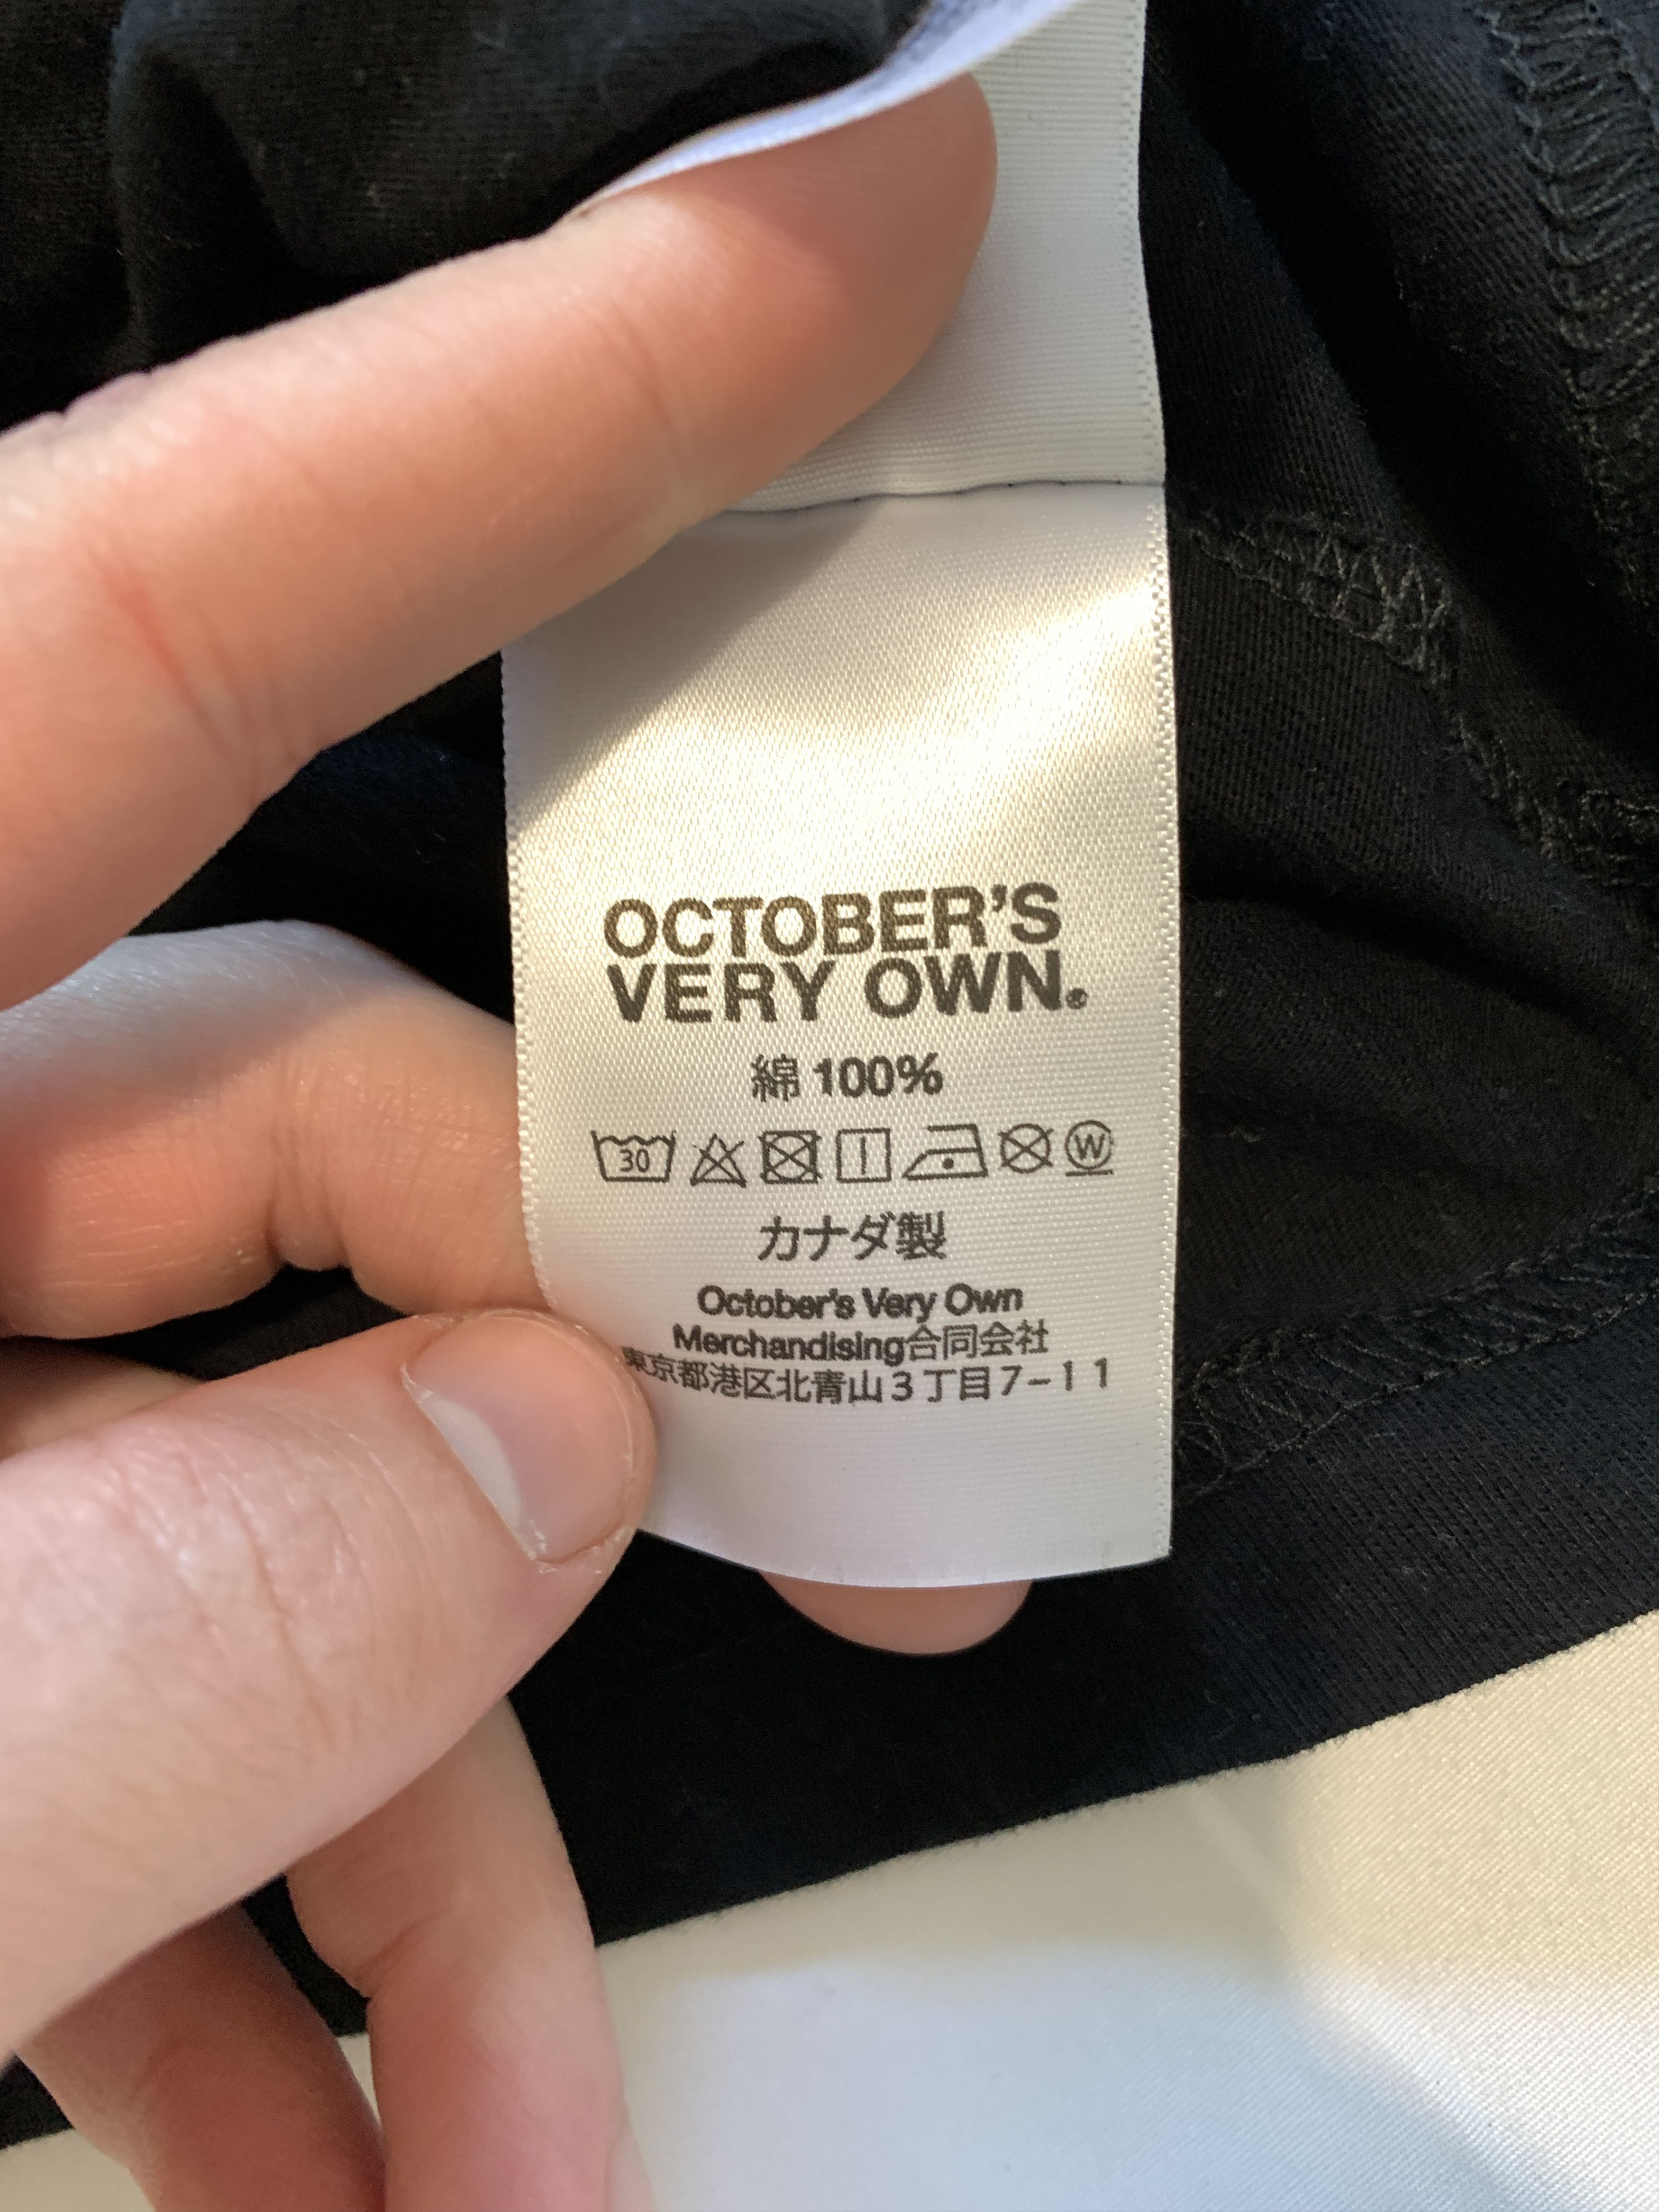 OCTOBER'S
VERY OWN®
綿 100%
30 W
カナダ製
October's Very Own
Merchandising合同会社
東京都港区北青山3丁目7-11